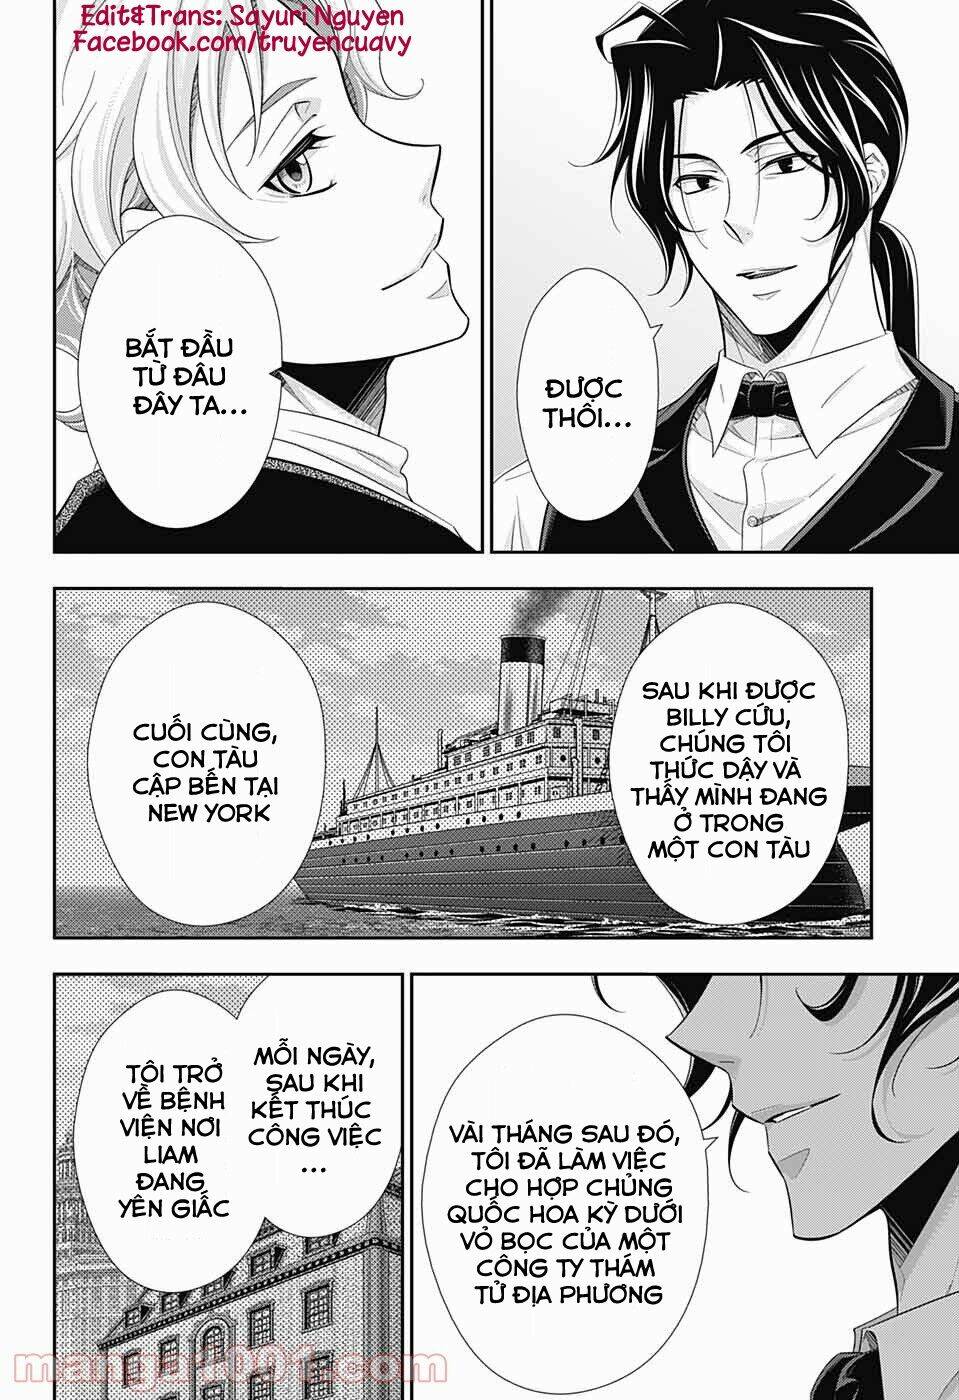 Edit&Trans: Sayuri Nguyen
Facebook.com/truyencuavy
ĐƯỢC
THÔI...
BẮT ĐẦU
TỪ ĐÂU
ĐÂY TA...
SAU KHI ĐƯỢC
BILLY CỨU,
CHÚNG TÔI
THỨC DẬY VÀ
THẤY MÌNH ĐANG
Ở TRONG
MỘT CON TÀU
CUỐI CÙNG,
CON TÀU
CẬP BẾN TẠI
NEW YORK
VÀI THÁNG SAU ĐÓ,
TÔI ĐÃ LÀM VIỆC
CHO HỢP CHỦNG
QUỐC HOA KỲ DƯỚI
VỎ BỌC CỦA MỘT
CÔNG TY THÁM
TỬ ĐỊA PHƯƠNG
MỖI NGÀY,
SAU KHI
KẾT THÚC
CÔNG VIỆC
...
TÔI TRỞ
VỀ BỆNH
VIỆN NƠI
LIAM
ĐANG
YÊN GIẤC